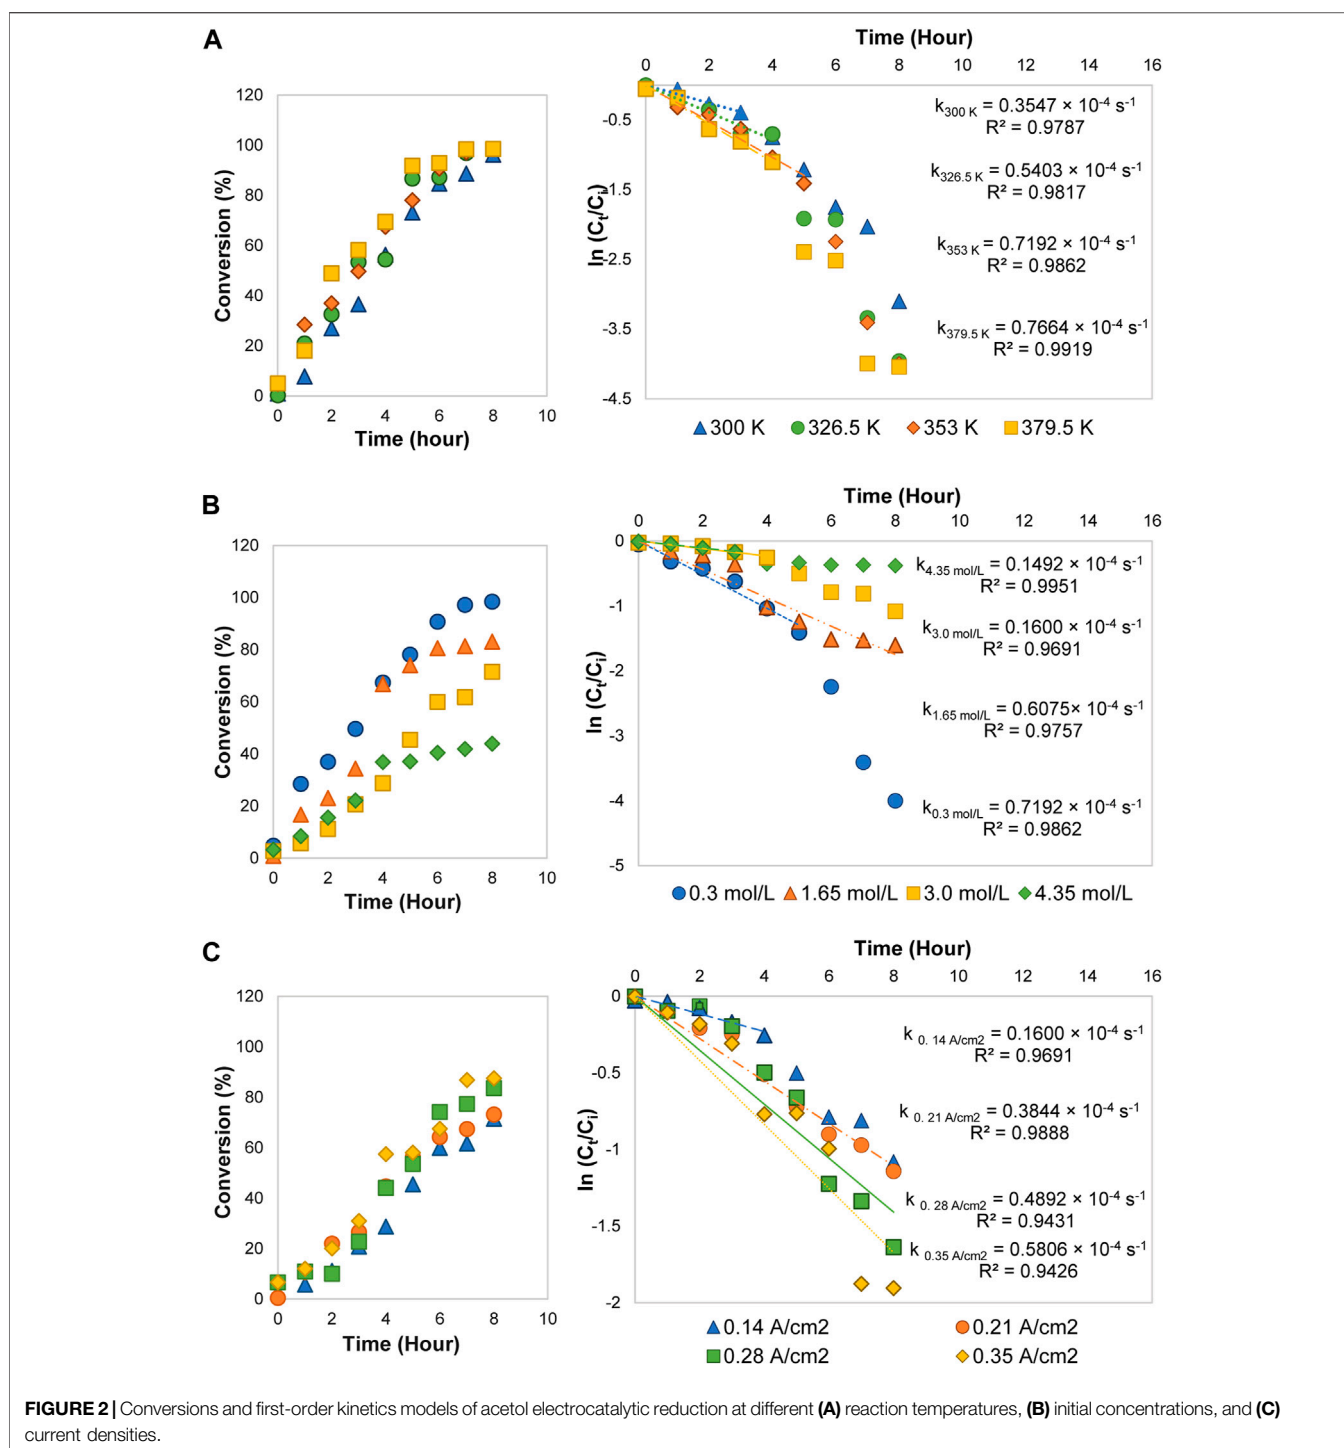 A
Conversion (%)
120
100
80
60
40
20
0
0 2 4 6 8 10
Time (hour)
Time (Hour)
0 2 4 6 8 10 12 14 16
ln (Ct/Ci)
-0.5
-1.5
-2.5
-3.5
-4.5
k300 K = 0.3547 × 10-4 s-1
R² = 0.9787
k326.5 K = 0.5403 × 10-4 s-1
R² = 0.9817
k353 K = 0.7192 × 10-4 s-1
R² = 0.9862
k379.5 K = 0.7664 × 10-4 s-1
R² = 0.9919
300 K 326.5 K 353 K 379.5 K
B
Conversion (%)
120
100
80
60
40
20
0
0 2 4 6 8 10
Time (Hour)
Time (Hour)
0 2 4 6 8 10 12 14 16
ln (Ct/Ci)
0
-1
-2
-3
-4
-5
k4.35 mol/L = 0.1492 × 10-4 s-1
R² = 0.9951
k3.0 mol/L = 0.1600 × 10-4 s-1
R² = 0.9691
k1.65 mol/L = 0.6075× 10-4 s-1
R² = 0.9757
k0.3 mol/L = 0.7192 × 10-4 s-1
R² = 0.9862
0.3 mol/L 1.65 mol/L 3.0 mol/L 4.35 mol/L
C
Conversion (%)
120
100
80
60
40
20
0
0 2 4 6 8 10
Time (Hour)
Time (Hour)
0 2 4 6 8 10 12 14 16
ln (Ct/Ci)
0
-0.5
-1
-1.5
-2
k 0. 14 A/cm2 = 0.1600 × 10-4 s-1
R² = 0.9691
k 0. 21 A/cm2 = 0.3844 × 10-4 s-1
R² = 0.9888
k 0. 28 A/cm2 = 0.4892 × 10-4 s-1
R² = 0.9431
k 0.35 A/cm2 = 0.5806 × 10-4 s-1
R² = 0.9426
0.14 A/cm2 0.21 A/cm2
0.28 A/cm2 0.35 A/cm2
FIGURE 2 | Conversions and first-order kinetics models of acetol electrocatalytic reduction at different (A) reaction temperatures, (B) initial concentrations, and (C)
current densities.